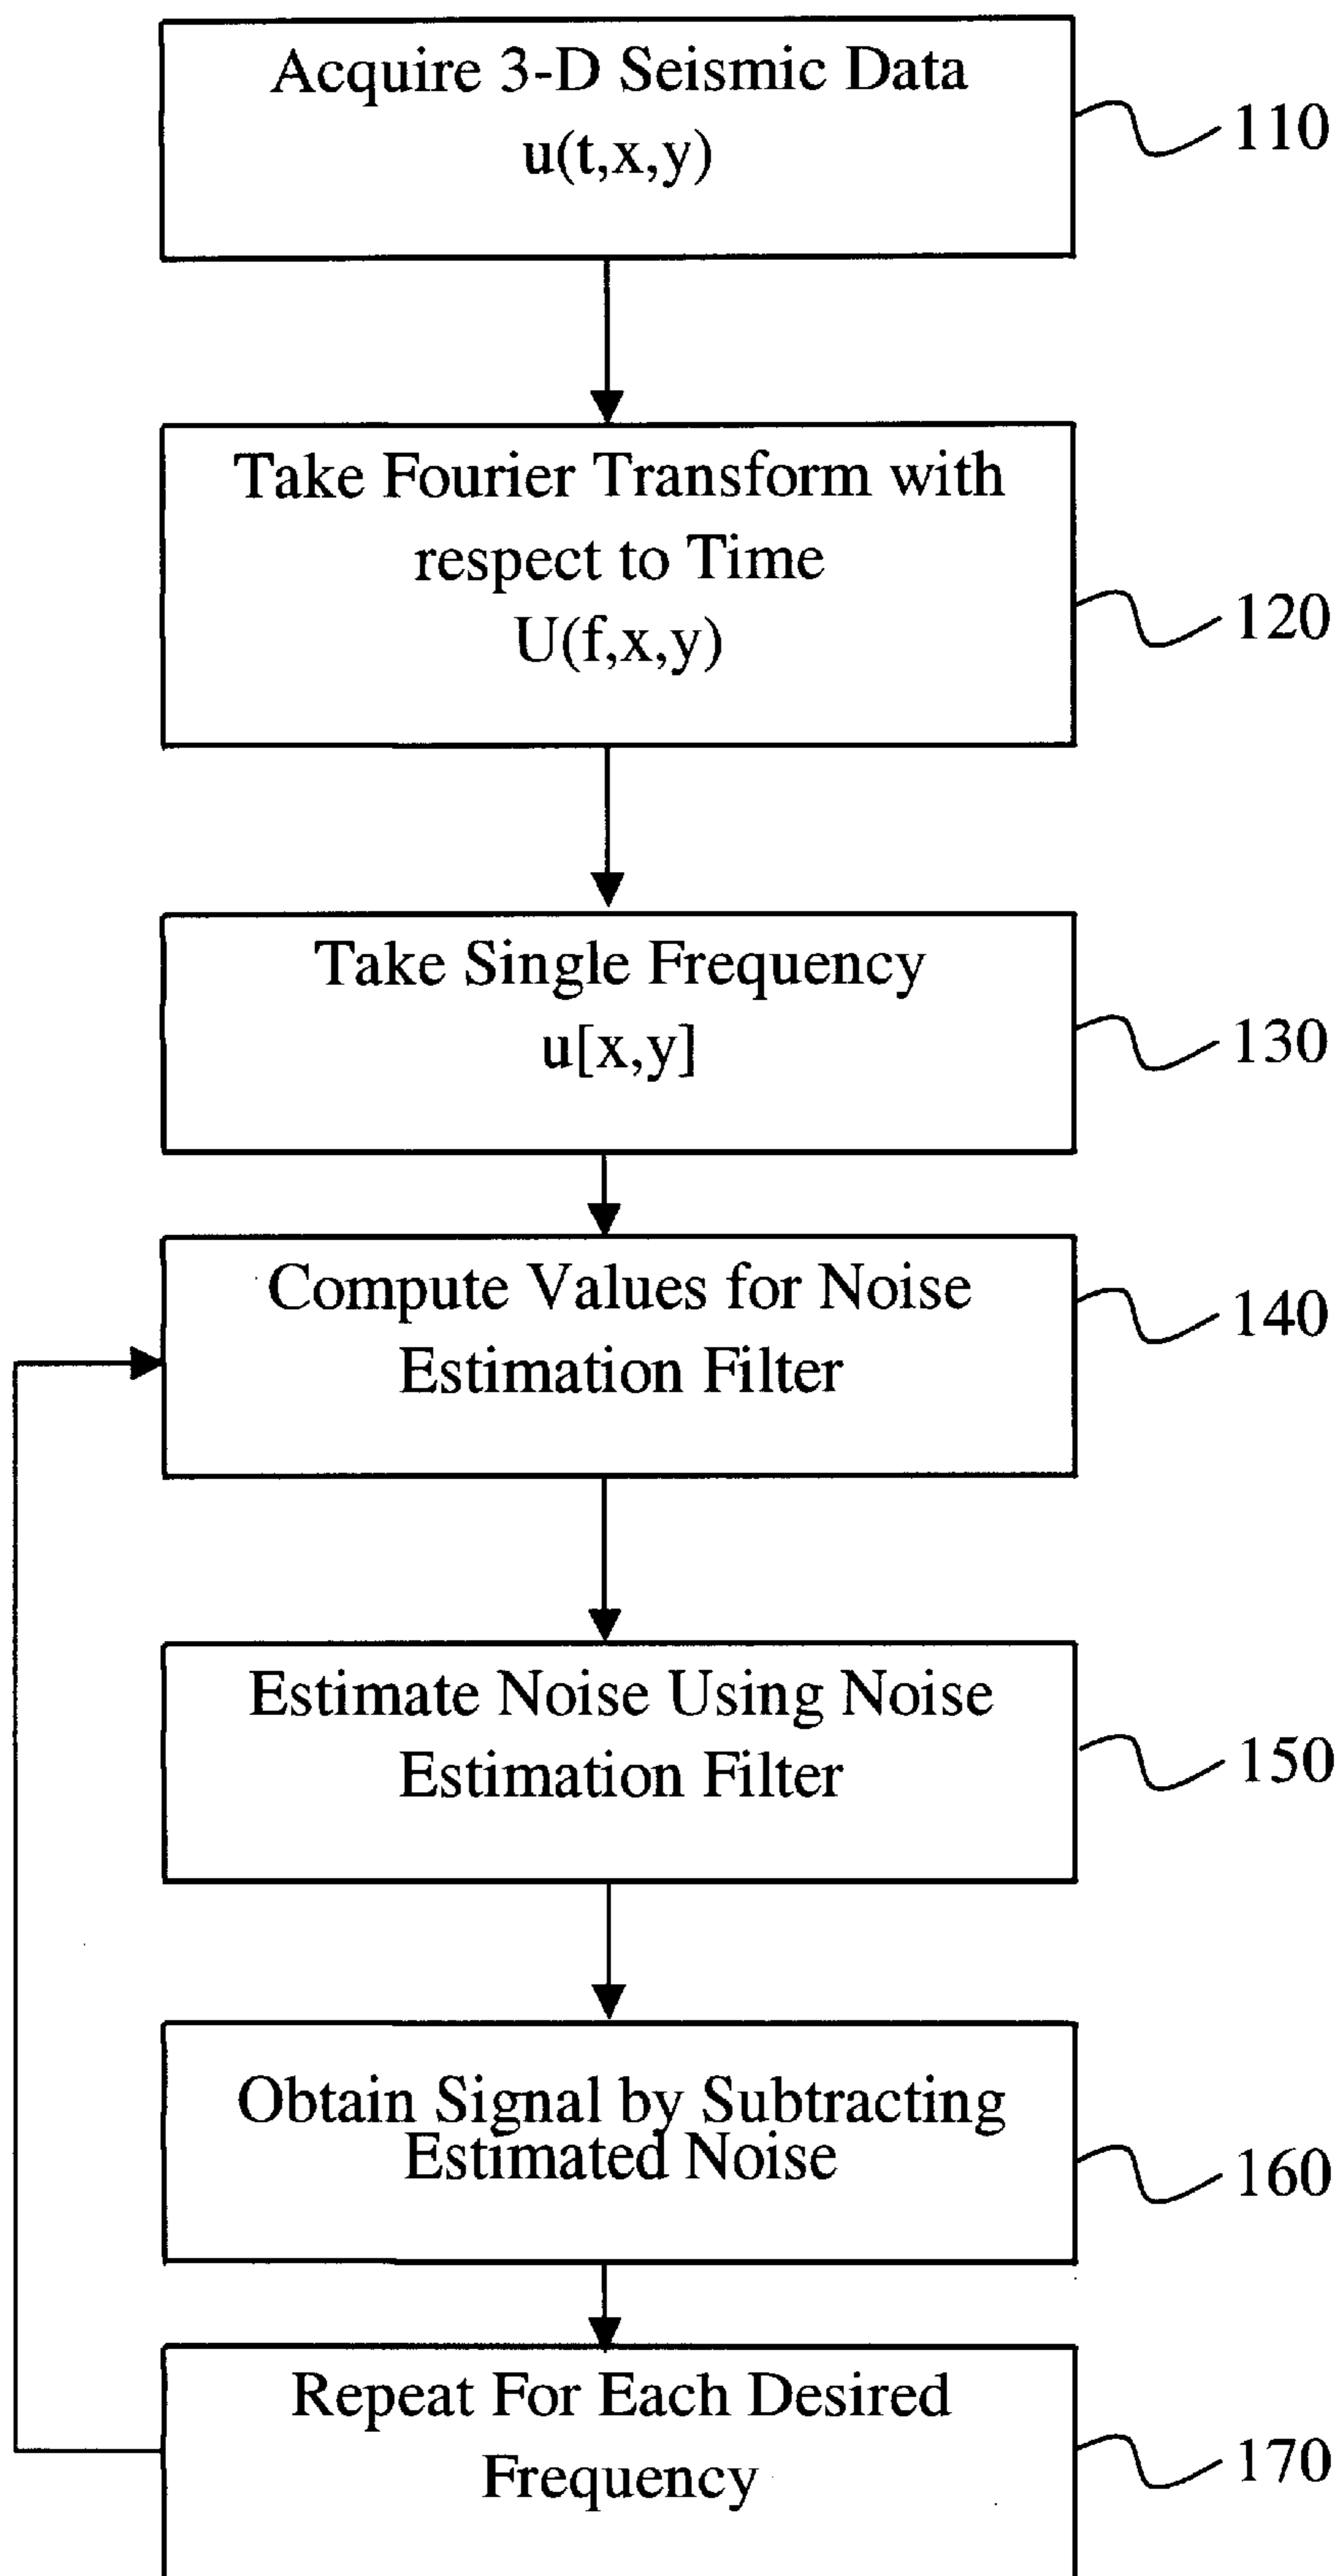 Acquire 3-D Seismic Data
u(t,x,y)
110
Take Fourier Transform with
respect to Time
U(f,x,y)
120
Take Single Frequency
u[x,y]
130
Compute Values for Noise
Estimation Filter
140
Estimate Noise Using Noise
Estimation Filter
150
Obtain Signal by Subtracting
Estimated Noise
160
Repeat For Each Desired
Frequency
170